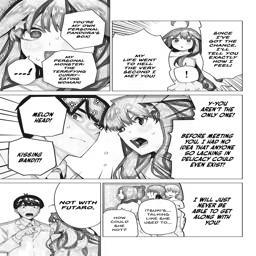 SINCE
I'VE
GOT THE
CHANCE,
I'LL
TELL YOU
EXACTLY
HOW I
FEEL!
MY
LIFE WENT
TO HELL
THE VERY
SECOND I
MET YOU!
YOU'RE
MY OWN
PERSONAL
PANDORA'S
BOX!
MY
PERSONAL
MONSTER:
THE
TERRIFYING
CURRY-
EATING
WOMAN!
...!
Y-YOU
AREN'T THE
ONLY ONE!
BEFORE MEETING
YOU, I HAD NO
IDEA THAT ANYONE
SO LACKING IN
DELICACY COULD
EVEN EXIST!
MELON
HEAD!
KISSING
BANDIT!
I WILL JUST
NEVER BE
ABLE TO GET
ALONG WITH
YOU!
ITSUKI'S...
TALKING
LIKE SHE
USED TO...
HOW COULD
SHE NOT?
NOT WITH
FUTARO.